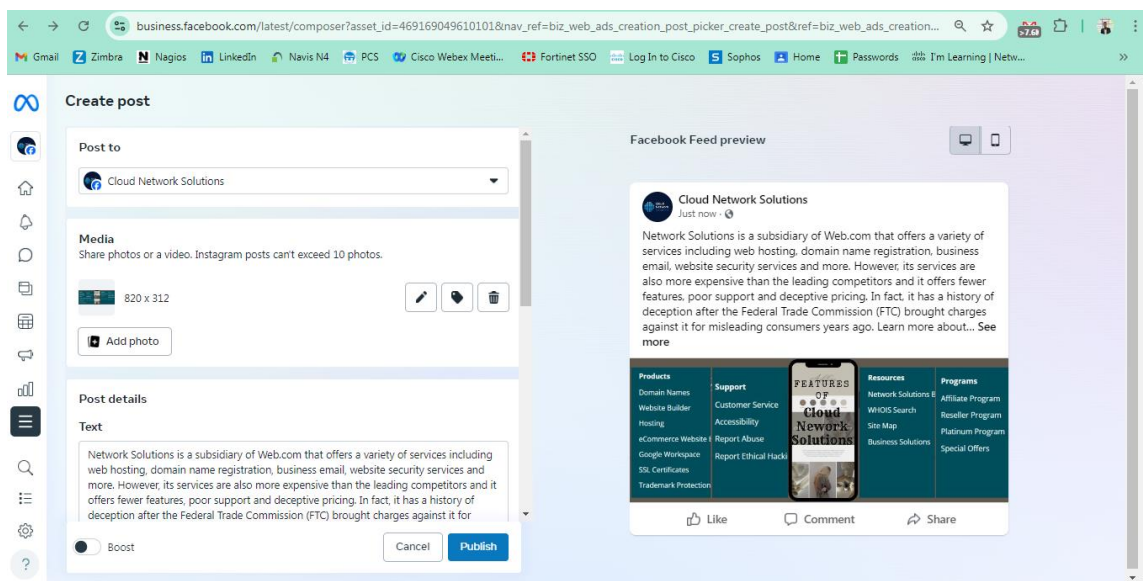 business.facebook.com/latest/composer?asset_id=469169049610101&nav_ref=biz_web_ads_creation_post_picker_create_post&ref=biz_web_ads_creation...
>7.60
Gmail Zimbra Nagios LinkedIn Navis N4 PCS Cisco Webex Meeti... Fortinet SSO Log In to Cisco Sophos Home Passwords I'm Learning | Netw... »
Create post
Post to
Cloud Network Solutions
Media
Share photos or a video. Instagram posts can't exceed 10 photos.
820 x 312
Add photo
Post details
Text
Network Solutions is a subsidiary of Web.com that offers a variety of services including
web hosting, domain name registration, business email, website security services and
more. However, its services are also more expensive than the leading competitors and it
offers fewer features, poor support and deceptive pricing. In fact, it has a history of
deception after the Federal Trade Commission (FTC) brought charges against it for
Boost
Cancel
Publish
Facebook Feed preview
Cloud Network Solutions
Just now ·
Network Solutions is a subsidiary of Web.com that offers a variety of
services including web hosting, domain name registration, business
email, website security services and more. However, its services are
also more expensive than the leading competitors and it offers fewer
features, poor support and deceptive pricing. In fact, it has a history of
deception after the Federal Trade Commission (FTC) brought charges
against it for misleading consumers years ago. Learn more about... See
more
Products
Domain Names
Website Builder
Hosting
eCommerce Website
Google Workspace
SSL Certificates
Trademark Protection
Support
Customer Service
Accessibility
Report Abuse
Report Ethical Hacki
FEATURES
OF
Cloud
Nework
Solutions
Resources
Network Solutions B
WHOIS Search
Site Map
Business Solutions
Programs
Affiliate Program
Reseller Program
Platinum Program
Special Offers
Like
Comment
Share